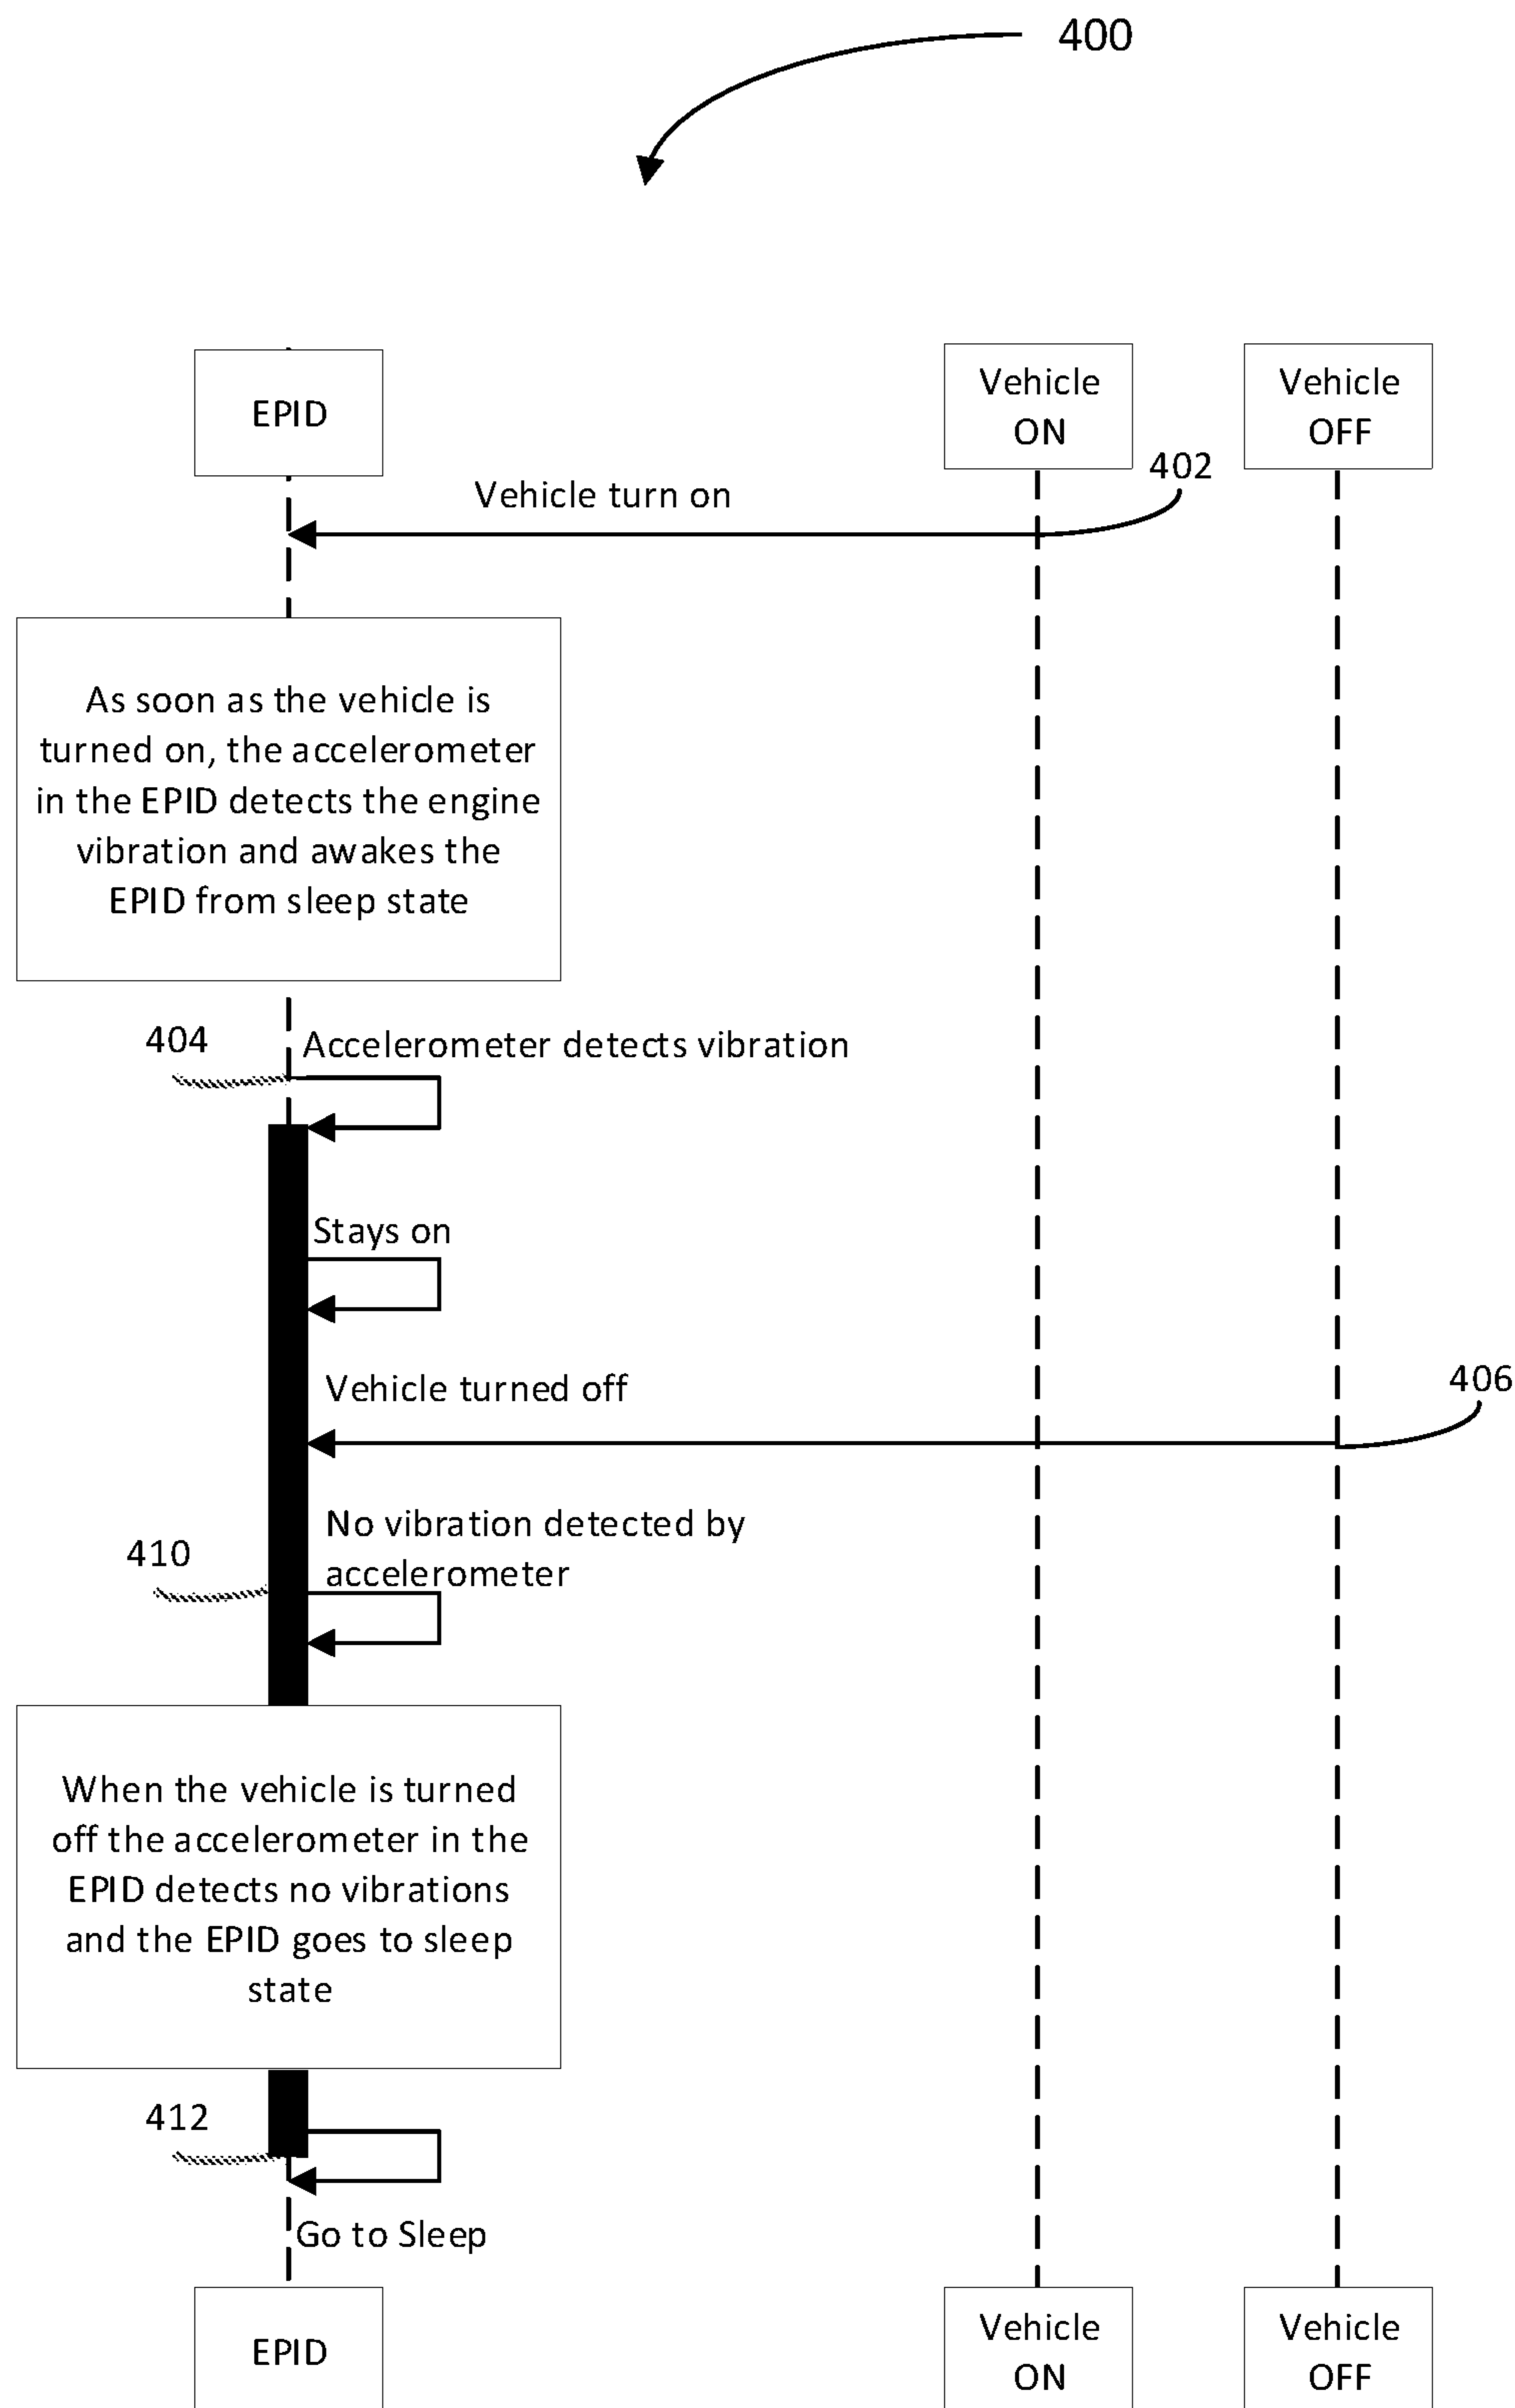 400
EPID
Vehicle
ON
Vehicle
OFF
402
Vehicle turn on
As soon as the vehicle is
turned on, the accelerometer
in the EPID detects the engine
vibration and awakes the
EPID from sleep state
404
Accelerometer detects vibration
Stays on
Vehicle turned off
406
No vibration detected by
accelerometer
410
When the vehicle is turned
off the accelerometer in the
EPID detects no vibrations
and the EPID goes to sleep
state
412
Go to Sleep
EPID
Vehicle
ON
Vehicle
OFF